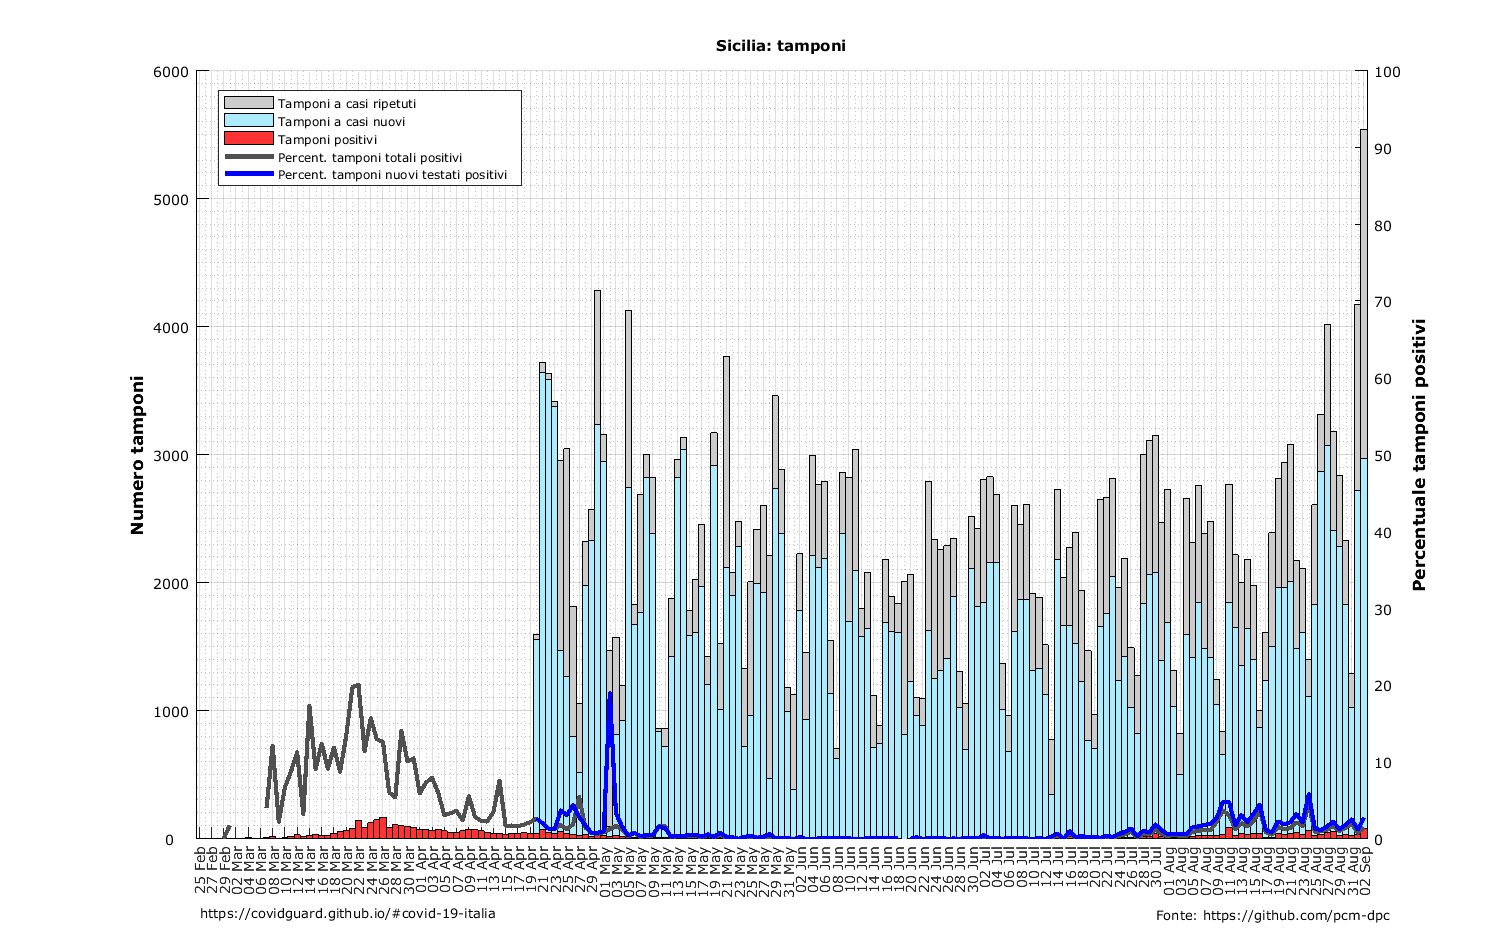 Sicilia: tamponi
6000
5000
4000
3000
2000
1000
0
Numero tamponi
Tamponi a casi ripetuti
Tamponi a casi nuovi
Tamponi positivi
Percent. tamponi totali positivi
Percent. tamponi nuovi testati positivi
100
90
80
70
60
50
40
30
20
10
0
Percentuale tamponi positivi
25 Feb
27 Feb
29 Feb
02 Mar
04 Mar
06 Mar
08 Mar
10 Mar
12 Mar
14 Mar
16 Mar
18 Mar
20 Mar
22 Mar
24 Mar
26 Mar
28 Mar
30 Mar
01 Apr
03 Apr
05 Apr
07 Apr
09 Apr
11 Apr
13 Apr
15 Apr
17 Apr
19 Apr
21 Apr
23 Apr
25 Apr
27 Apr
29 Apr
01 May
03 May
05 May
07 May
09 May
11 May
13 May
15 May
17 May
19 May
21 May
23 May
25 May
27 May
29 May
31 May
02 Jun
04 Jun
06 Jun
08 Jun
10 Jun
12 Jun
14 Jun
16 Jun
18 Jun
20 Jun
22 Jun
24 Jun
26 Jun
28 Jun
30 Jun
02 Jul
04 Jul
06 Jul
08 Jul
10 Jul
12 Jul
14 Jul
16 Jul
18 Jul
20 Jul
22 Jul
24 Jul
26 Jul
28 Jul
30 Jul
01 Aug
03 Aug
05 Aug
07 Aug
09 Aug
11 Aug
13 Aug
15 Aug
17 Aug
19 Aug
21 Aug
23 Aug
25 Aug
27 Aug
29 Aug
31 Aug
02 Sep
https://covidguard.github.io/#covid-19-italia
Fonte: https://github.com/pcm-dpc